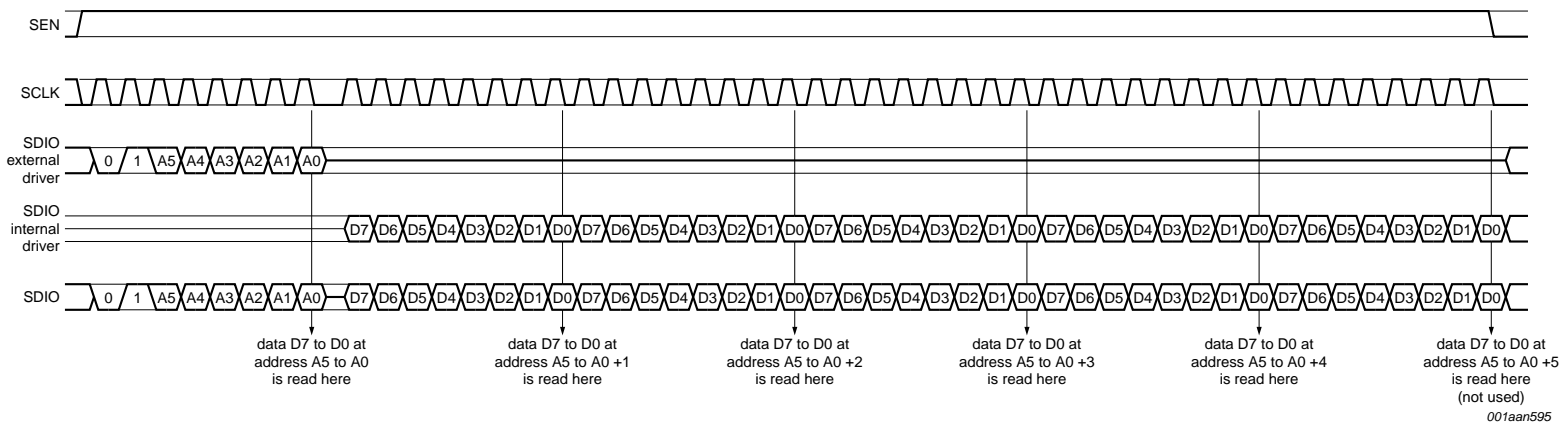 SEN
SCLK
SDIO
external
driver
0 1 A5 A4 A3 A2 A1 A0
SDIO
internal
driver
D7 D6 D5 D4 D3 D2 D1 D0 D7 D6 D5 D4 D3 D2 D1 D0 D7 D6 D5 D4 D3 D2 D1 D0 D7 D6 D5 D4 D3 D2 D1 D0 D7 D6 D5 D4 D3 D2 D1 D0
SDIO
0 1 A5 A4 A3 A2 A1 A0 D7 D6 D5 D4 D3 D2 D1 D0 D7 D6 D5 D4 D3 D2 D1 D0 D7 D6 D5 D4 D3 D2 D1 D0 D7 D6 D5 D4 D3 D2 D1 D0 D7 D6 D5 D4 D3 D2 D1 D0
data D7 to D0 at
address A5 to A0
is read here
data D7 to D0 at
address A5 to A0 +1
is read here
data D7 to D0 at
address A5 to A0 +2
is read here
data D7 to D0 at
address A5 to A0 +3
is read here
data D7 to D0 at
address A5 to A0 +4
is read here
data D7 to D0 at
address A5 to A0 +5
is read here
(not used)
001aan595